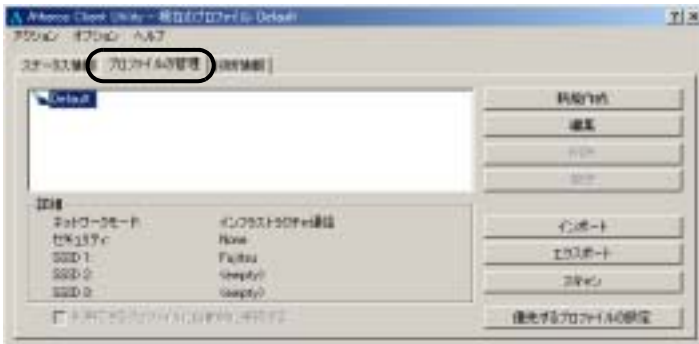 Atheros Client Utility - 現在のプロファイル: Default
アクション オプション ヘルプ
ステータス情報 プロファイルの管理 診断情報
Default
新規作成
編集
詳細
ネットワークモード インフラストラクチャ通信
セキュリティ None
SSID 1 Fujitsu
SSID 2 <empty>
SSID 3 <empty>
インポート
エクスポート
スキャン
優先するプロファイルの設定